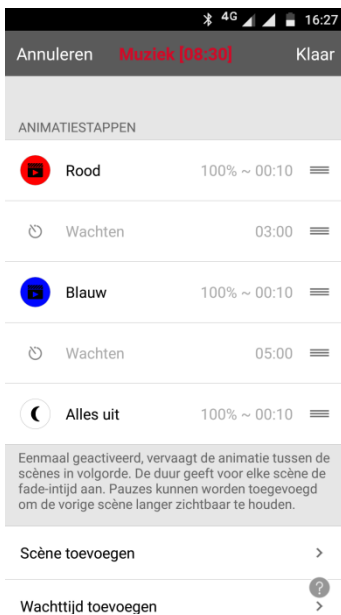 4G 16:27
Annuleren Muziek [08:30] Klaar
ANIMATIESTAPPEN
Rood 100% ~ 00:10
Wachten 03:00
Blauw 100% ~ 00:10
Wachten 05:00
Alles uit 100% ~ 00:10
Eenmaal geactiveerd, vervaagt de animatie tussen de
scènes in volgorde. De duur geeft voor elke scène de
fade-intijd aan. Pauzes kunnen worden toegevoegd
om de vorige scène langer zichtbaar te houden.
Scène toevoegen
?
Wachttijd toevoegen